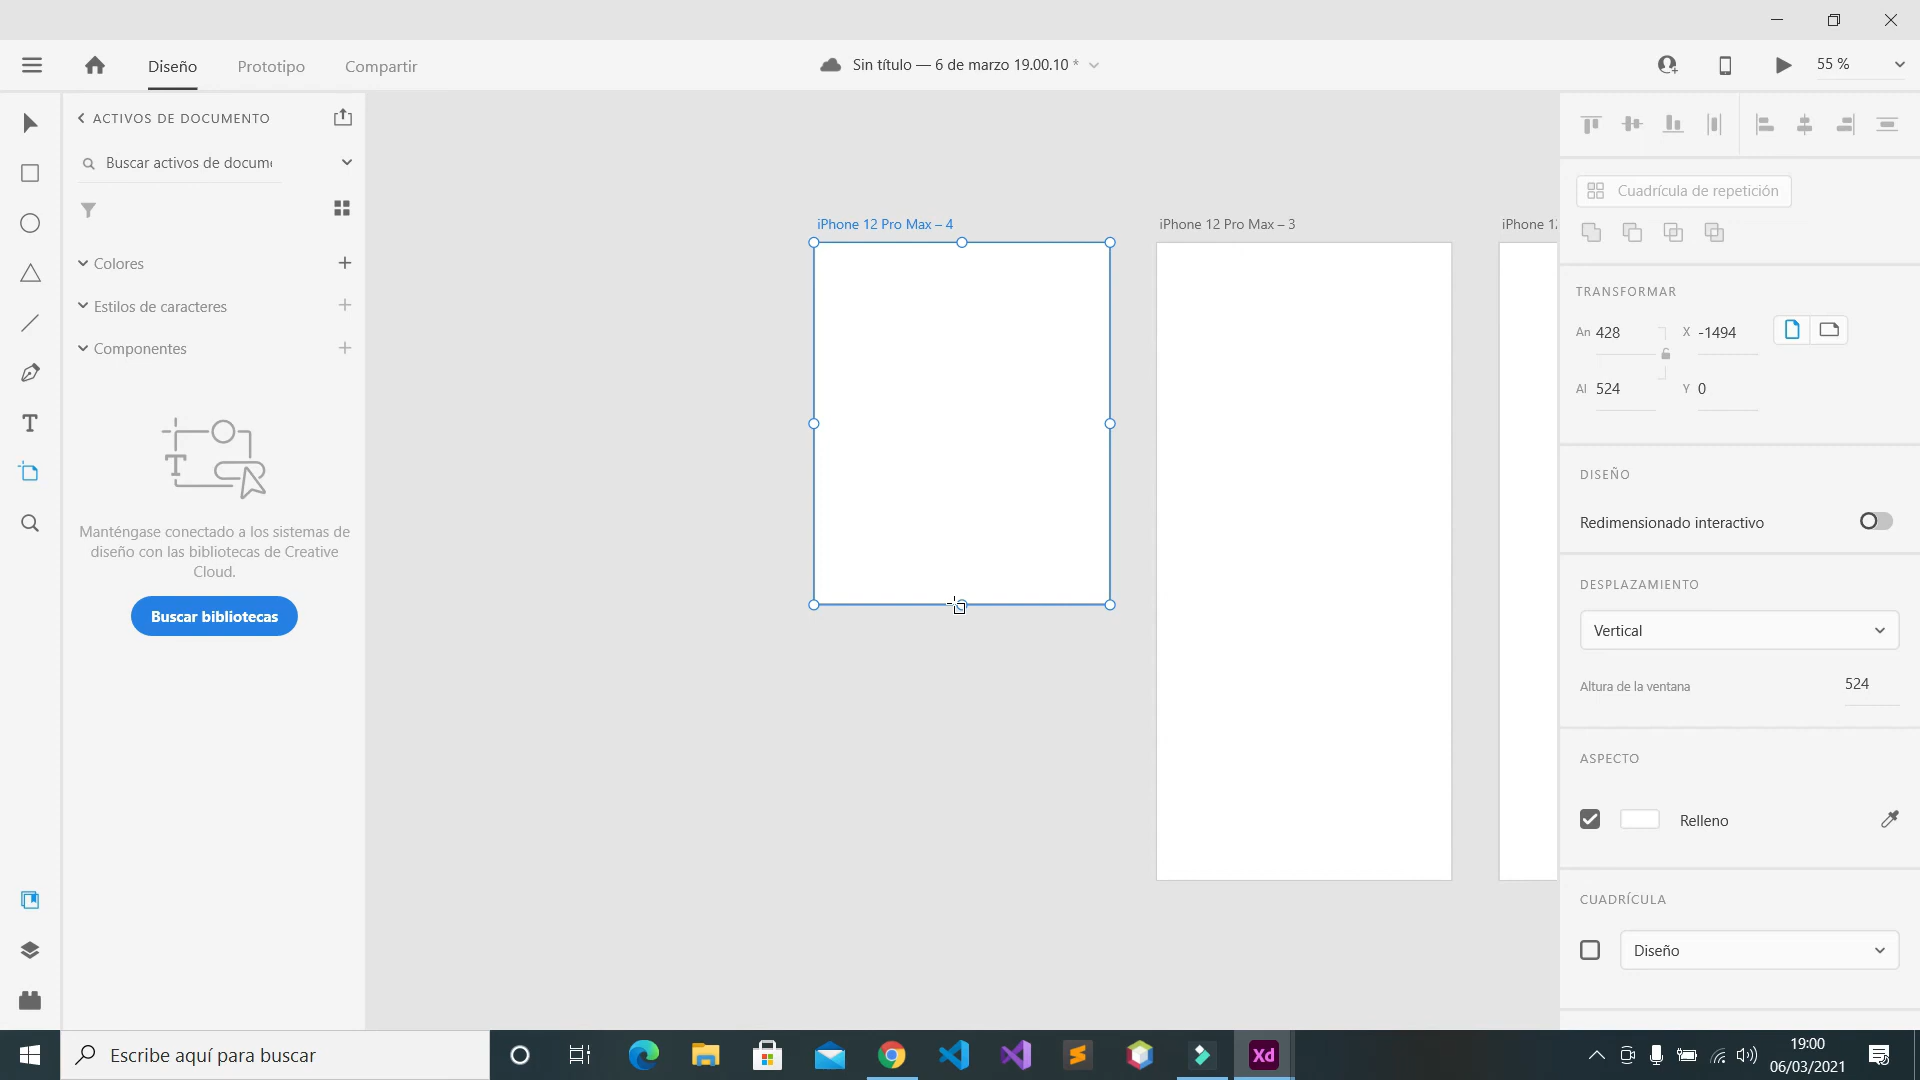 Diseño
Prototipo
Compartir
Sin título — 6 de marzo 19.00.10 *
55 %
ACTIVOS DE DOCUMENTO
Buscar activos de docum
Colores
Estilos de caracteres
Componentes
Manténgase conectado a los sistemas de
diseño con las bibliotecas de Creative
Cloud.
Buscar bibliotecas
iPhone 12 Pro Max – 4
iPhone 12 Pro Max – 3
iPhone 12
Cuadrícula de repetición
TRANSFORMAR
An 428
X -1494
Al 524
Y 0
DISEÑO
Redimensionado interactivo
DESPLAZAMIENTO
Vertical
Altura de la ventana
524
ASPECTO
Relleno
CUADRÍCULA
Diseño
Escribe aquí para buscar
Xd
19:00
06/03/2021